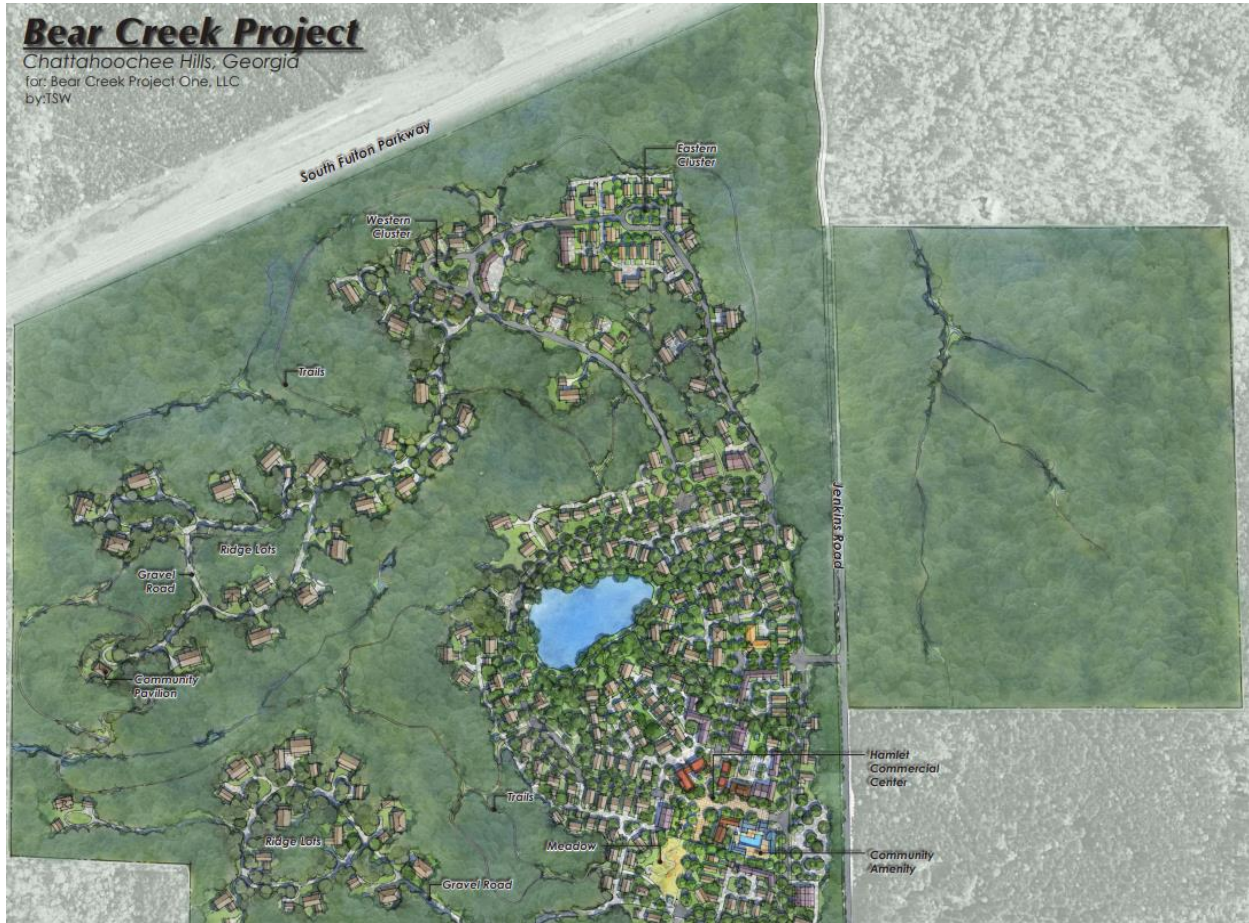 Bear Creek Project
Chattahoochee Hills, Georgia
for: Bear Creek Project One, LLC
by:TSW
South Fulton Parkway
Eastern
Cluster
Western
Cluster
Trails
Jenkins Road
Ridge Lots
Gravel
Road
Community
Pavilion
Hamlet
Commercial
Center
Trails
Ridge Lots
Meadow
Community
Amenity
Gravel Road